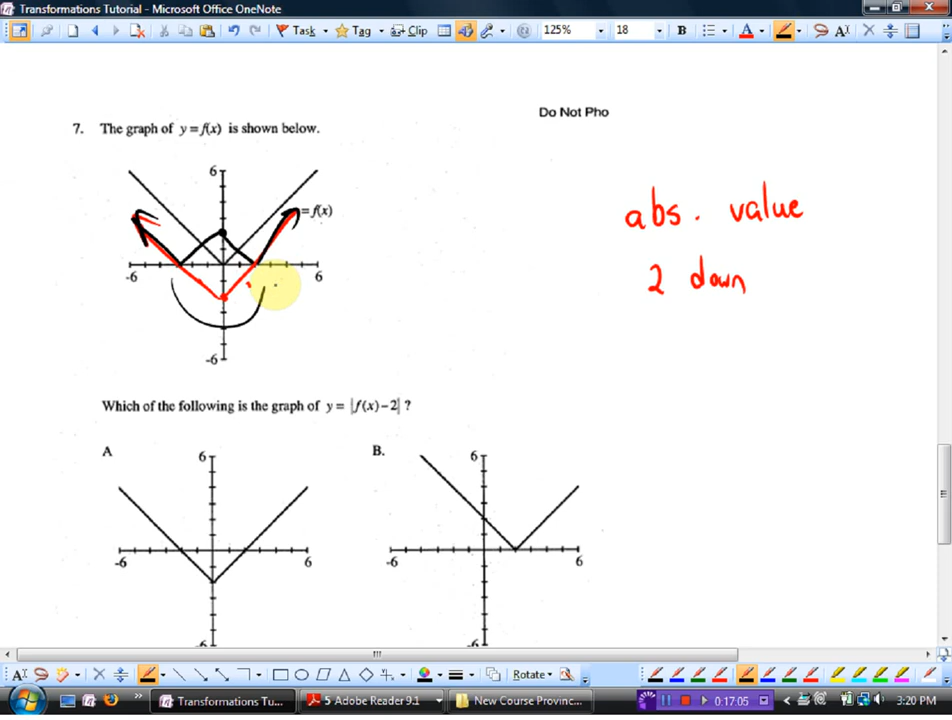 Transformations Tutorial - Microsoft Office OneNote
Task Tag Clip 125% 18 B A
Do Not Pho
7. The graph of y = f(x) is shown below.
6
= f(x)
-6 6
-6
abs. value
2 down
Which of the following is the graph of y = |f(x)−2| ?
A 6
-6 6
-6
B. 6
-6 6
-6
Rotate
Transformations Tu...
5 Adobe Reader 9.1
New Course Provinc...
0.17.05
3:20 PM